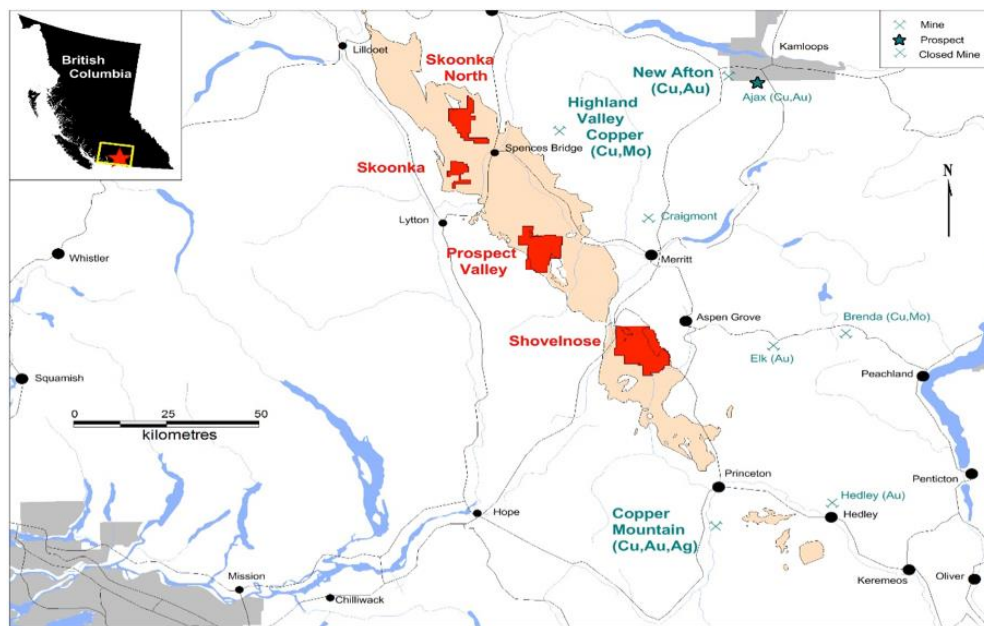 British
Columbia
Mine
Prospect
Closed Mine
Lillooet
Kamloops
Skoonka
North
New Afton
(Cu,Au)
Ajax (Cu,Au)
Highland
Valley
Copper
(Cu,Mo)
Spences Bridge
Skoonka
N
Lytton
Craigmont
Whistler
Prospect
Valley
Merritt
Aspen Grove
Brenda (Cu,Mo)
Shovelnose
Elk (Au)
Squamish
Peachland
0 25 50
kilometres
Princeton
Penticton
Hedley (Au)
Hope
Copper
Mountain
(Cu,Au,Ag)
Hedley
Mission
Chilliwack
Keremeos
Oliver